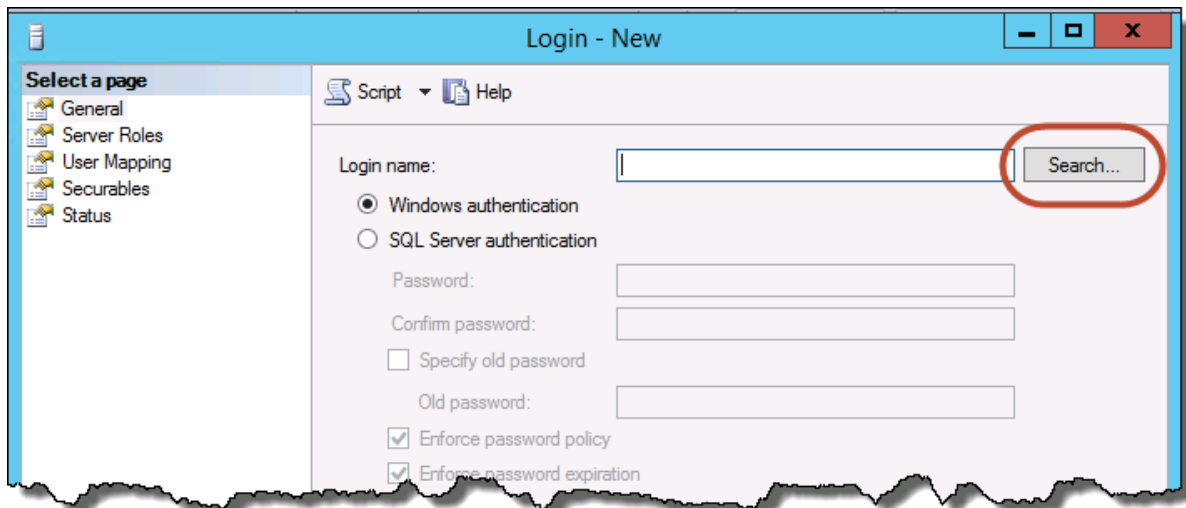 Login - New
Select a page
General
Server Roles
User Mapping
Securables
Status
Script
Help
Login name:
Search...
Windows authentication
SQL Server authentication
Password:
Confirm password:
Specify old password
Old password:
Enforce password policy
Enforce password expiration